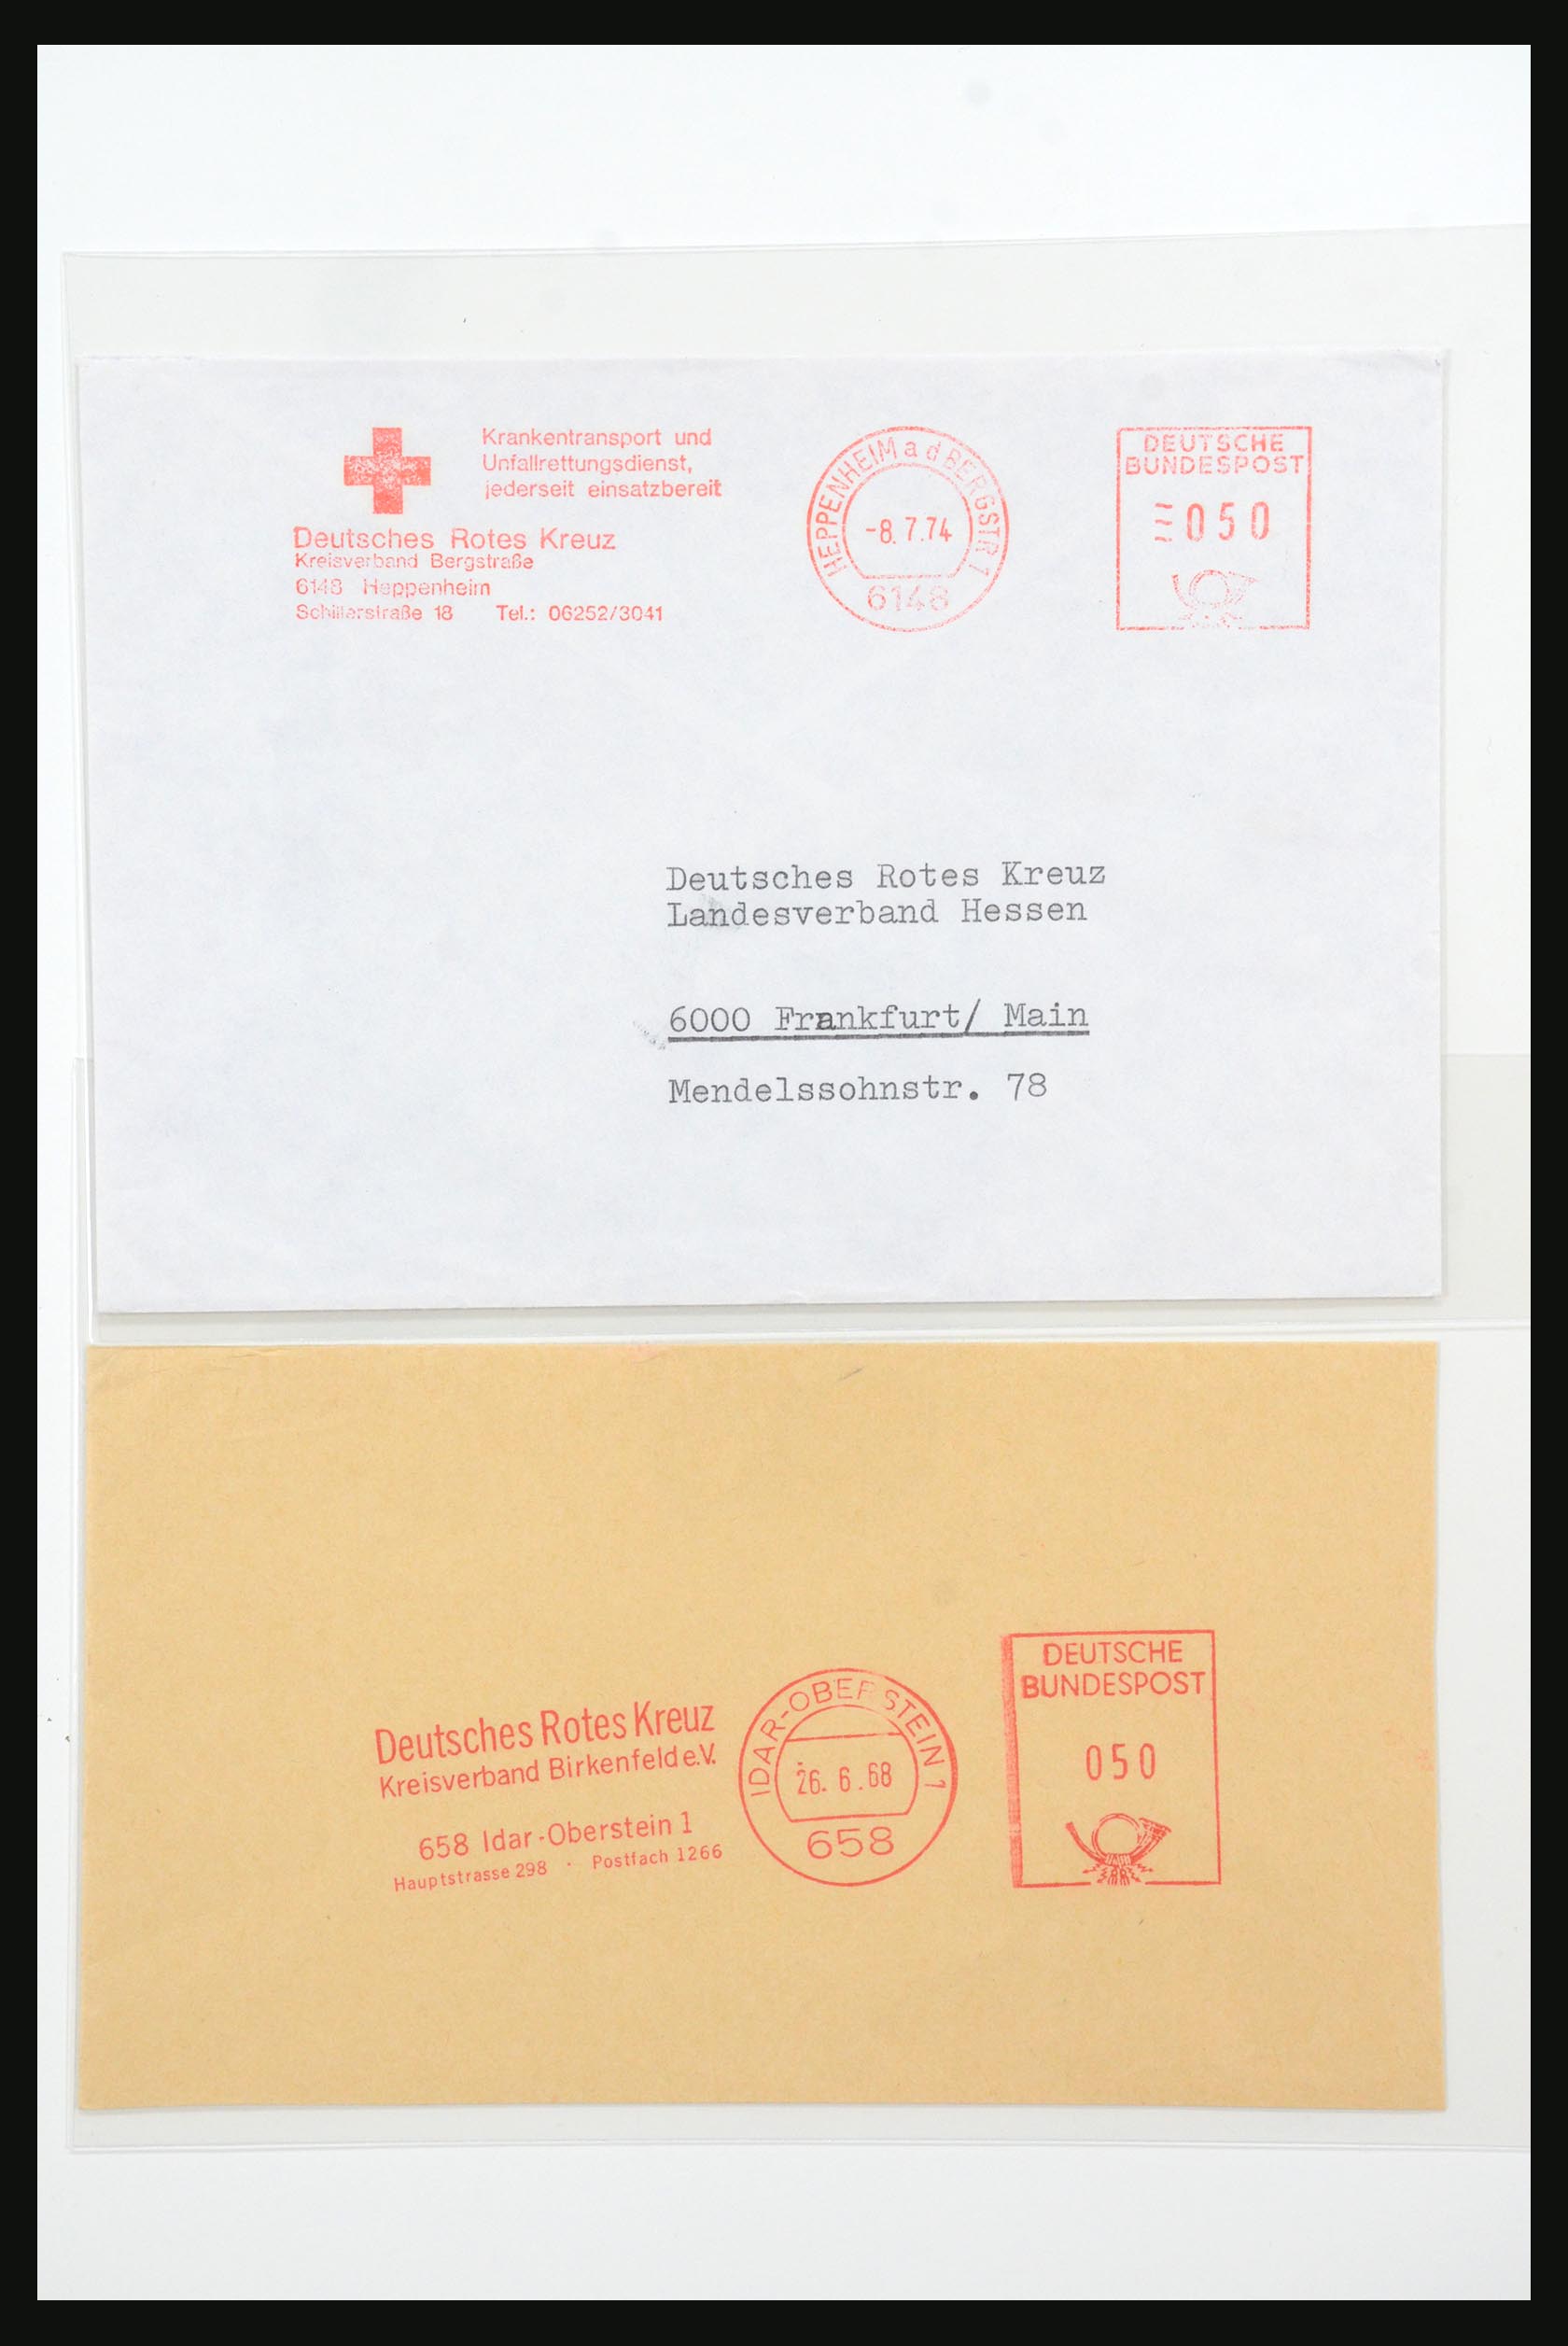 Krankentransport und
Unfallrettungsdienst,
jederseit einsatzbereit
Deutsches Rotes Kreuz
Kreisverband Bergstraße
6148 Heppenheim
Schillerstraße 18 Tel.: 06252/3041
HEPPENHEIM a d BERGSTR 1
-8. 7.74
6148
DEUTSCHE
BUNDESPOST
050
Deutsches Rotes Kreuz
Landesverband Hessen
6000 Frankfurt/ Main
Mendelssohnstr. 78
Deutsches Rotes Kreuz
Kreisverband Birkenfeld e.V.
658 Idar-Oberstein 1
Hauptstrasse 298 · Postfach 1266
IDAR-OBERSTEIN 1
26. 6.68
658
DEUTSCHE
BUNDESPOST
050